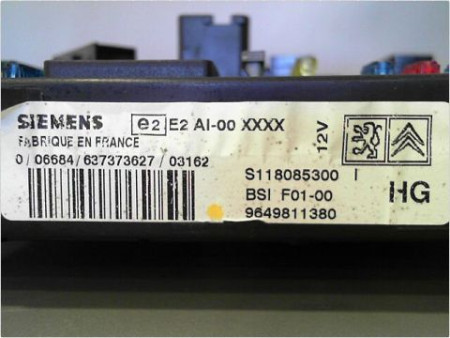 SIEMENS e2 E2 AI-00 XXXX 12V
FABRIQUE EN FRANCE
0/06684/637373627/03162
S118085300 I
BSI F01-00 HG
9649811380